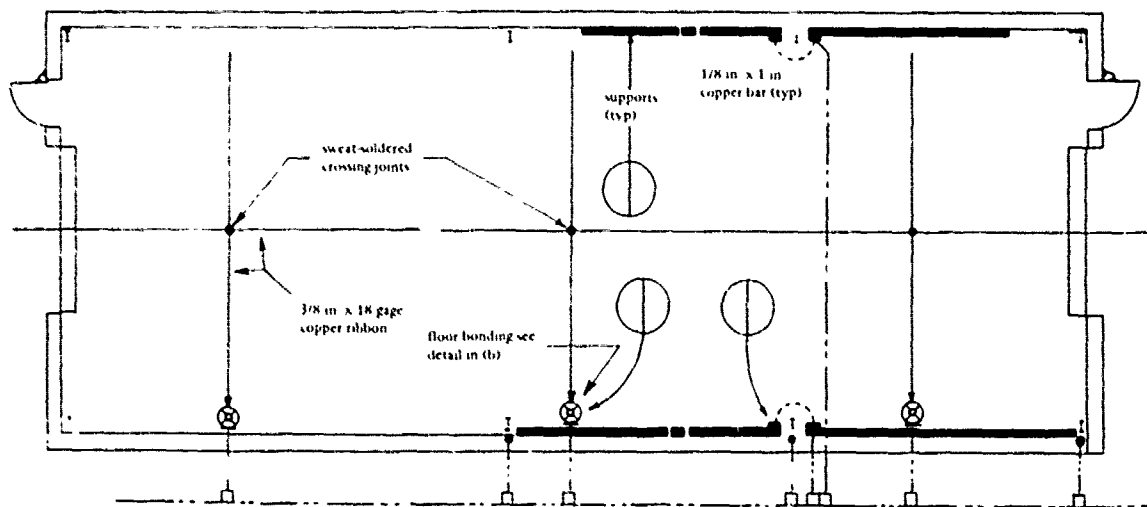 1/8 in x 1 in
copper bar (typ)
supports
(typ)
sweat-soldered
crossing joints
3/8 in x 18 gage
copper ribbon
floor bonding see
detail in (b)